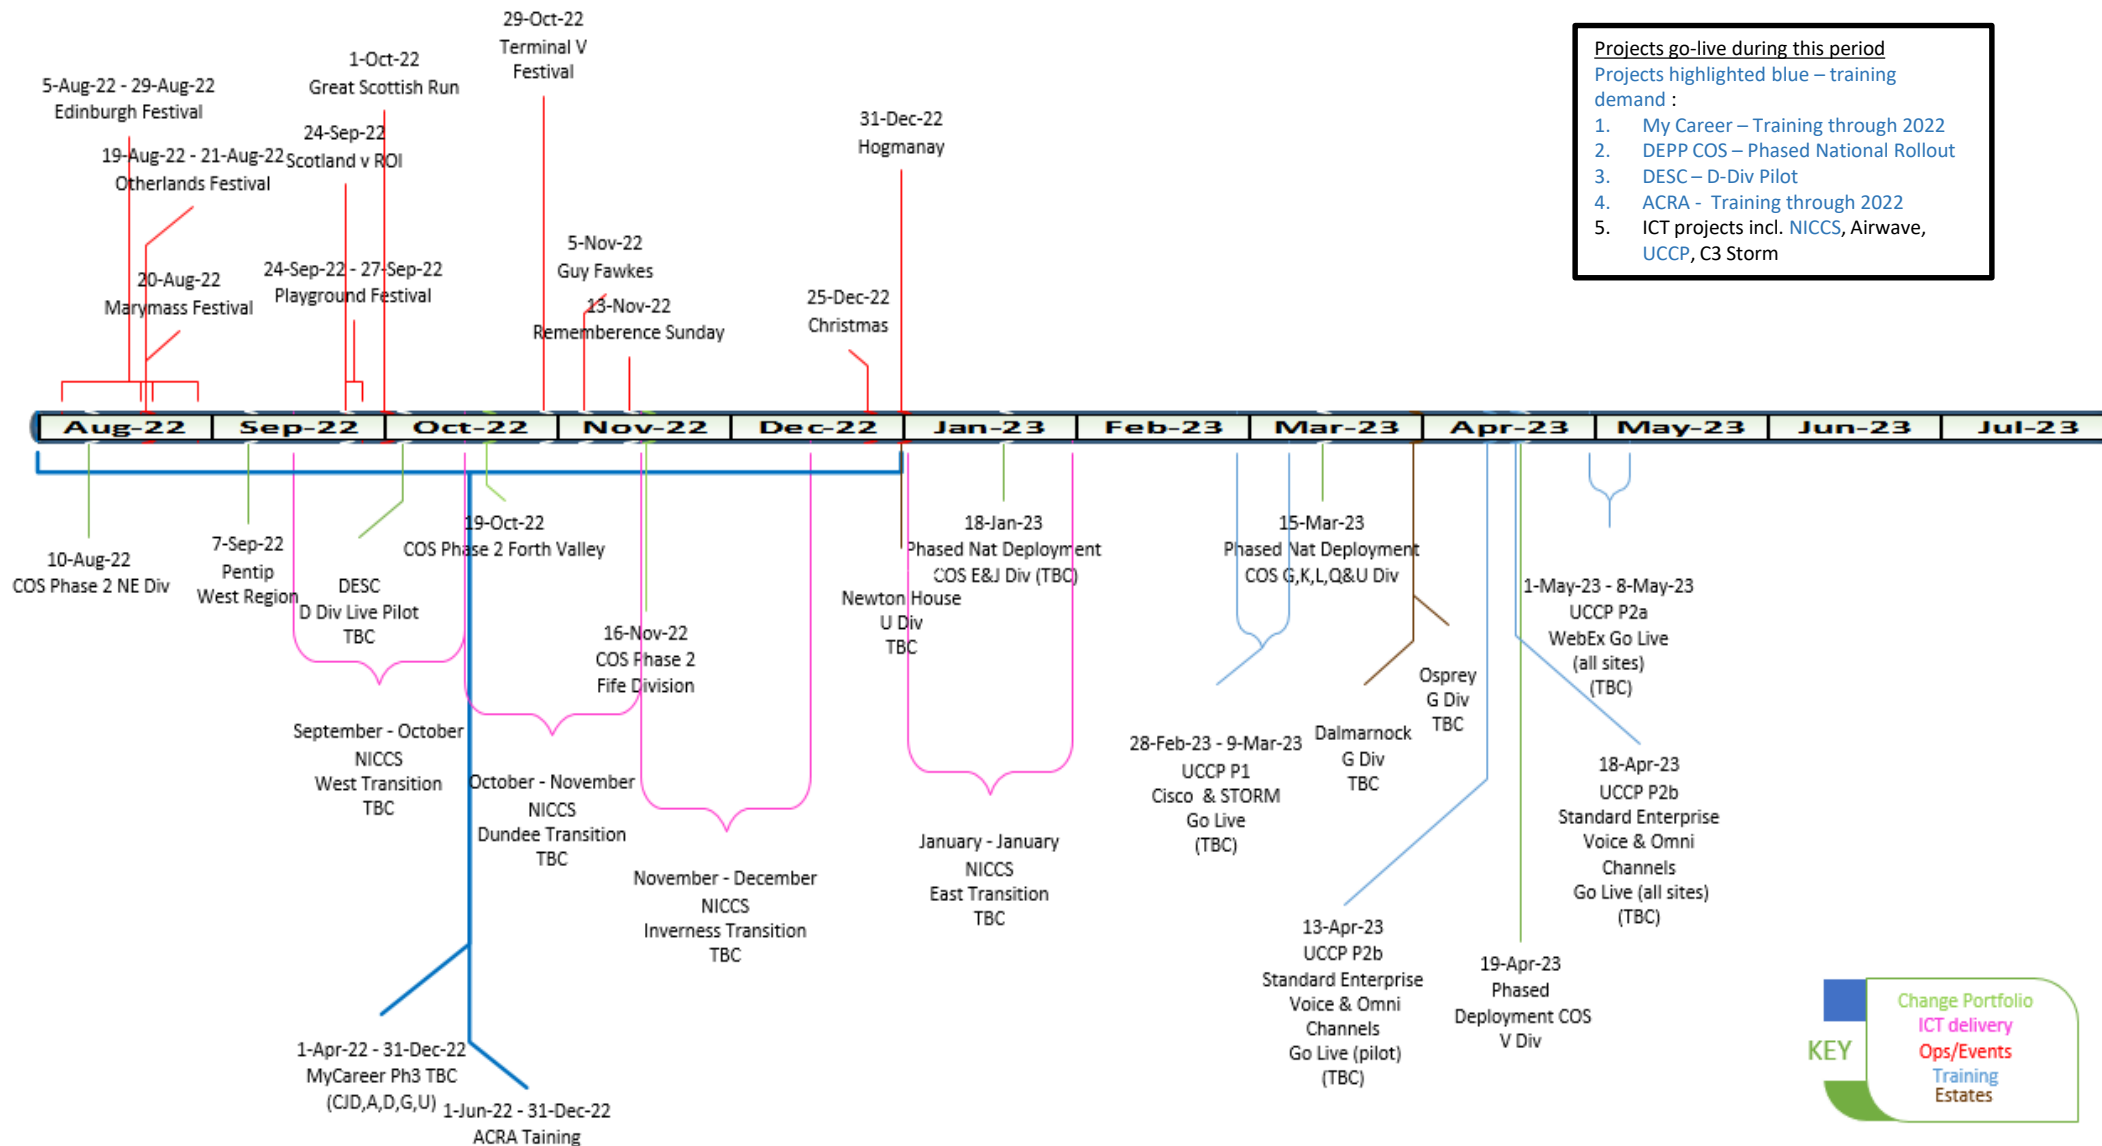 29-Oct-22
Terminal V
Festival
1-Oct-22
Great Scottish Run
5-Aug-22 - 29-Aug-22
Edinburgh Festival
24-Sep-22
Scotland v ROI
19-Aug-22 - 21-Aug-22
Otherlands Festival
31-Dec-22
Hogmanay
5-Nov-22
Guy Fawkes
24-Sep-22 - 27-Sep-22
Playground Festival
20-Aug-22
Marymass Festival
13-Nov-22
Rememberence Sunday
25-Dec-22
Christmas
Projects go-live during this period
Projects highlighted blue – training
demand :
1. My Career – Training through 2022
2. DEPP COS – Phased National Rollout
3. DESC – D-Div Pilot
4. ACRA - Training through 2022
5. ICT projects incl. NICCS, Airwave,
UCCP, C3 Storm
Aug-22 Sep-22 Oct-22 Nov-22 Dec-22 Jan-23 Feb-23 Mar-23 Apr-23 May-23 Jun-23 Jul-23
10-Aug-22
COS Phase 2 NE Div
7-Sep-22
Pentip
West Region
DESC
D Div Live Pilot
TBC
19-Oct-22
COS Phase 2 Forth Valley
16-Nov-22
COS Phase 2
Fife Division
Newton House
U Div
TBC
18-Jan-23
Phased Nat Deployment
COS E&J Div (TBC)
15-Mar-23
Phased Nat Deployment
COS G,K,L,Q&U Div
1-May-23 - 8-May-23
UCCP P2a
WebEx Go Live
(all sites)
(TBC)
Osprey
G Div
TBC
Dalmarnock
G Div
TBC
September - October
NICCS
West Transition
TBC
October - November
NICCS
Dundee Transition
TBC
November - December
NICCS
Inverness Transition
TBC
January - January
NICCS
East Transition
TBC
28-Feb-23 - 9-Mar-23
UCCP P1
Cisco & STORM
Go Live
(TBC)
18-Apr-23
UCCP P2b
Standard Enterprise
Voice & Omni
Channels
Go Live (all sites)
(TBC)
13-Apr-23
UCCP P2b
Standard Enterprise
Voice & Omni
Channels
Go Live (pilot)
(TBC)
19-Apr-23
Phased
Deployment COS
V Div
1-Apr-22 - 31-Dec-22
MyCareer Ph3 TBC
(CJD,A,D,G,U)
1-Jun-22 - 31-Dec-22
ACRA Taining
KEY
Change Portfolio
ICT delivery
Ops/Events
Training
Estates